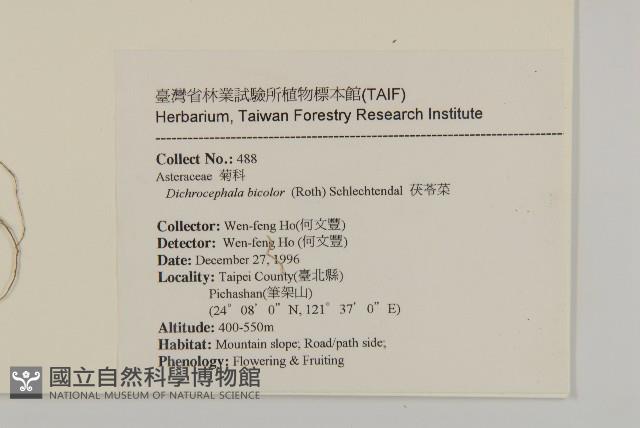 臺灣省林業試驗所植物標本館(TAIF)
Herbarium, Taiwan Forestry Research Institute
Collect No.: 488
Asteraceae 菊科
Dichrocephala bicolor (Roth) Schlechtendal 茯苓菜
Collector: Wen-feng Ho(何文豐)
Detector: Wen-feng Ho (何文豐)
Date: December 27, 1996
Locality: Taipei County(臺北縣)
Pichashan(筆架山)
(24° 08' 0" N, 121° 37' 0" E)
Altitude: 400-550m
Habitat: Mountain slope; Road/path side;
Phenology: Flowering & Fruiting
國立自然科學博物館
NATIONAL MUSEUM OF NATURAL SCIENCE